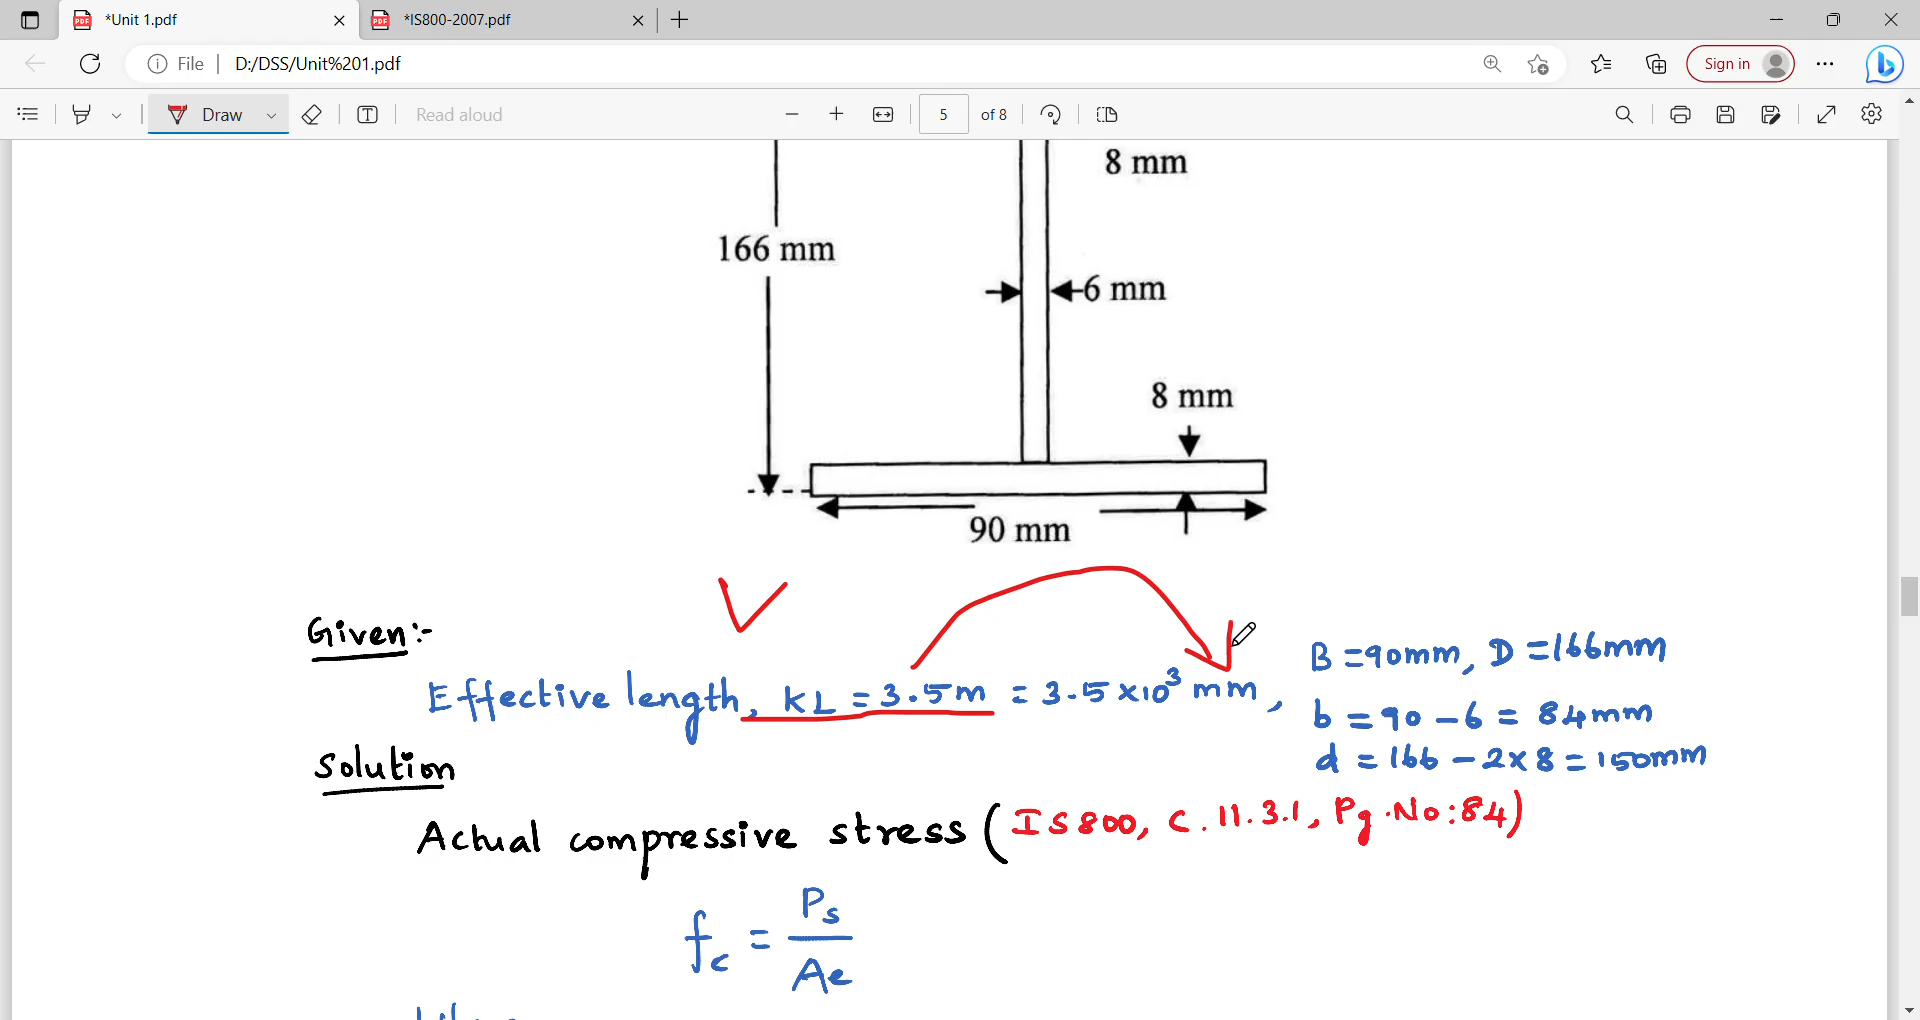 *Unit 1.pdf
*IS800-2007.pdf
File
D:/DSS/Unit%201.pdf
Sign in
Draw
Read aloud
5 of 8
8 mm
166 mm
6 mm
8 mm
90 mm
Given:-
Effective length, KL = 3.5m = 3.5x10³ mm, B = 90mm, D = 166mm
b = 90 - 6 = 84mm
d = 166 - 2x8 = 150mm
Solution
Actual compressive stress (IS800, C.11.3.1, Pg.No:84)
fc = Ps
Ae